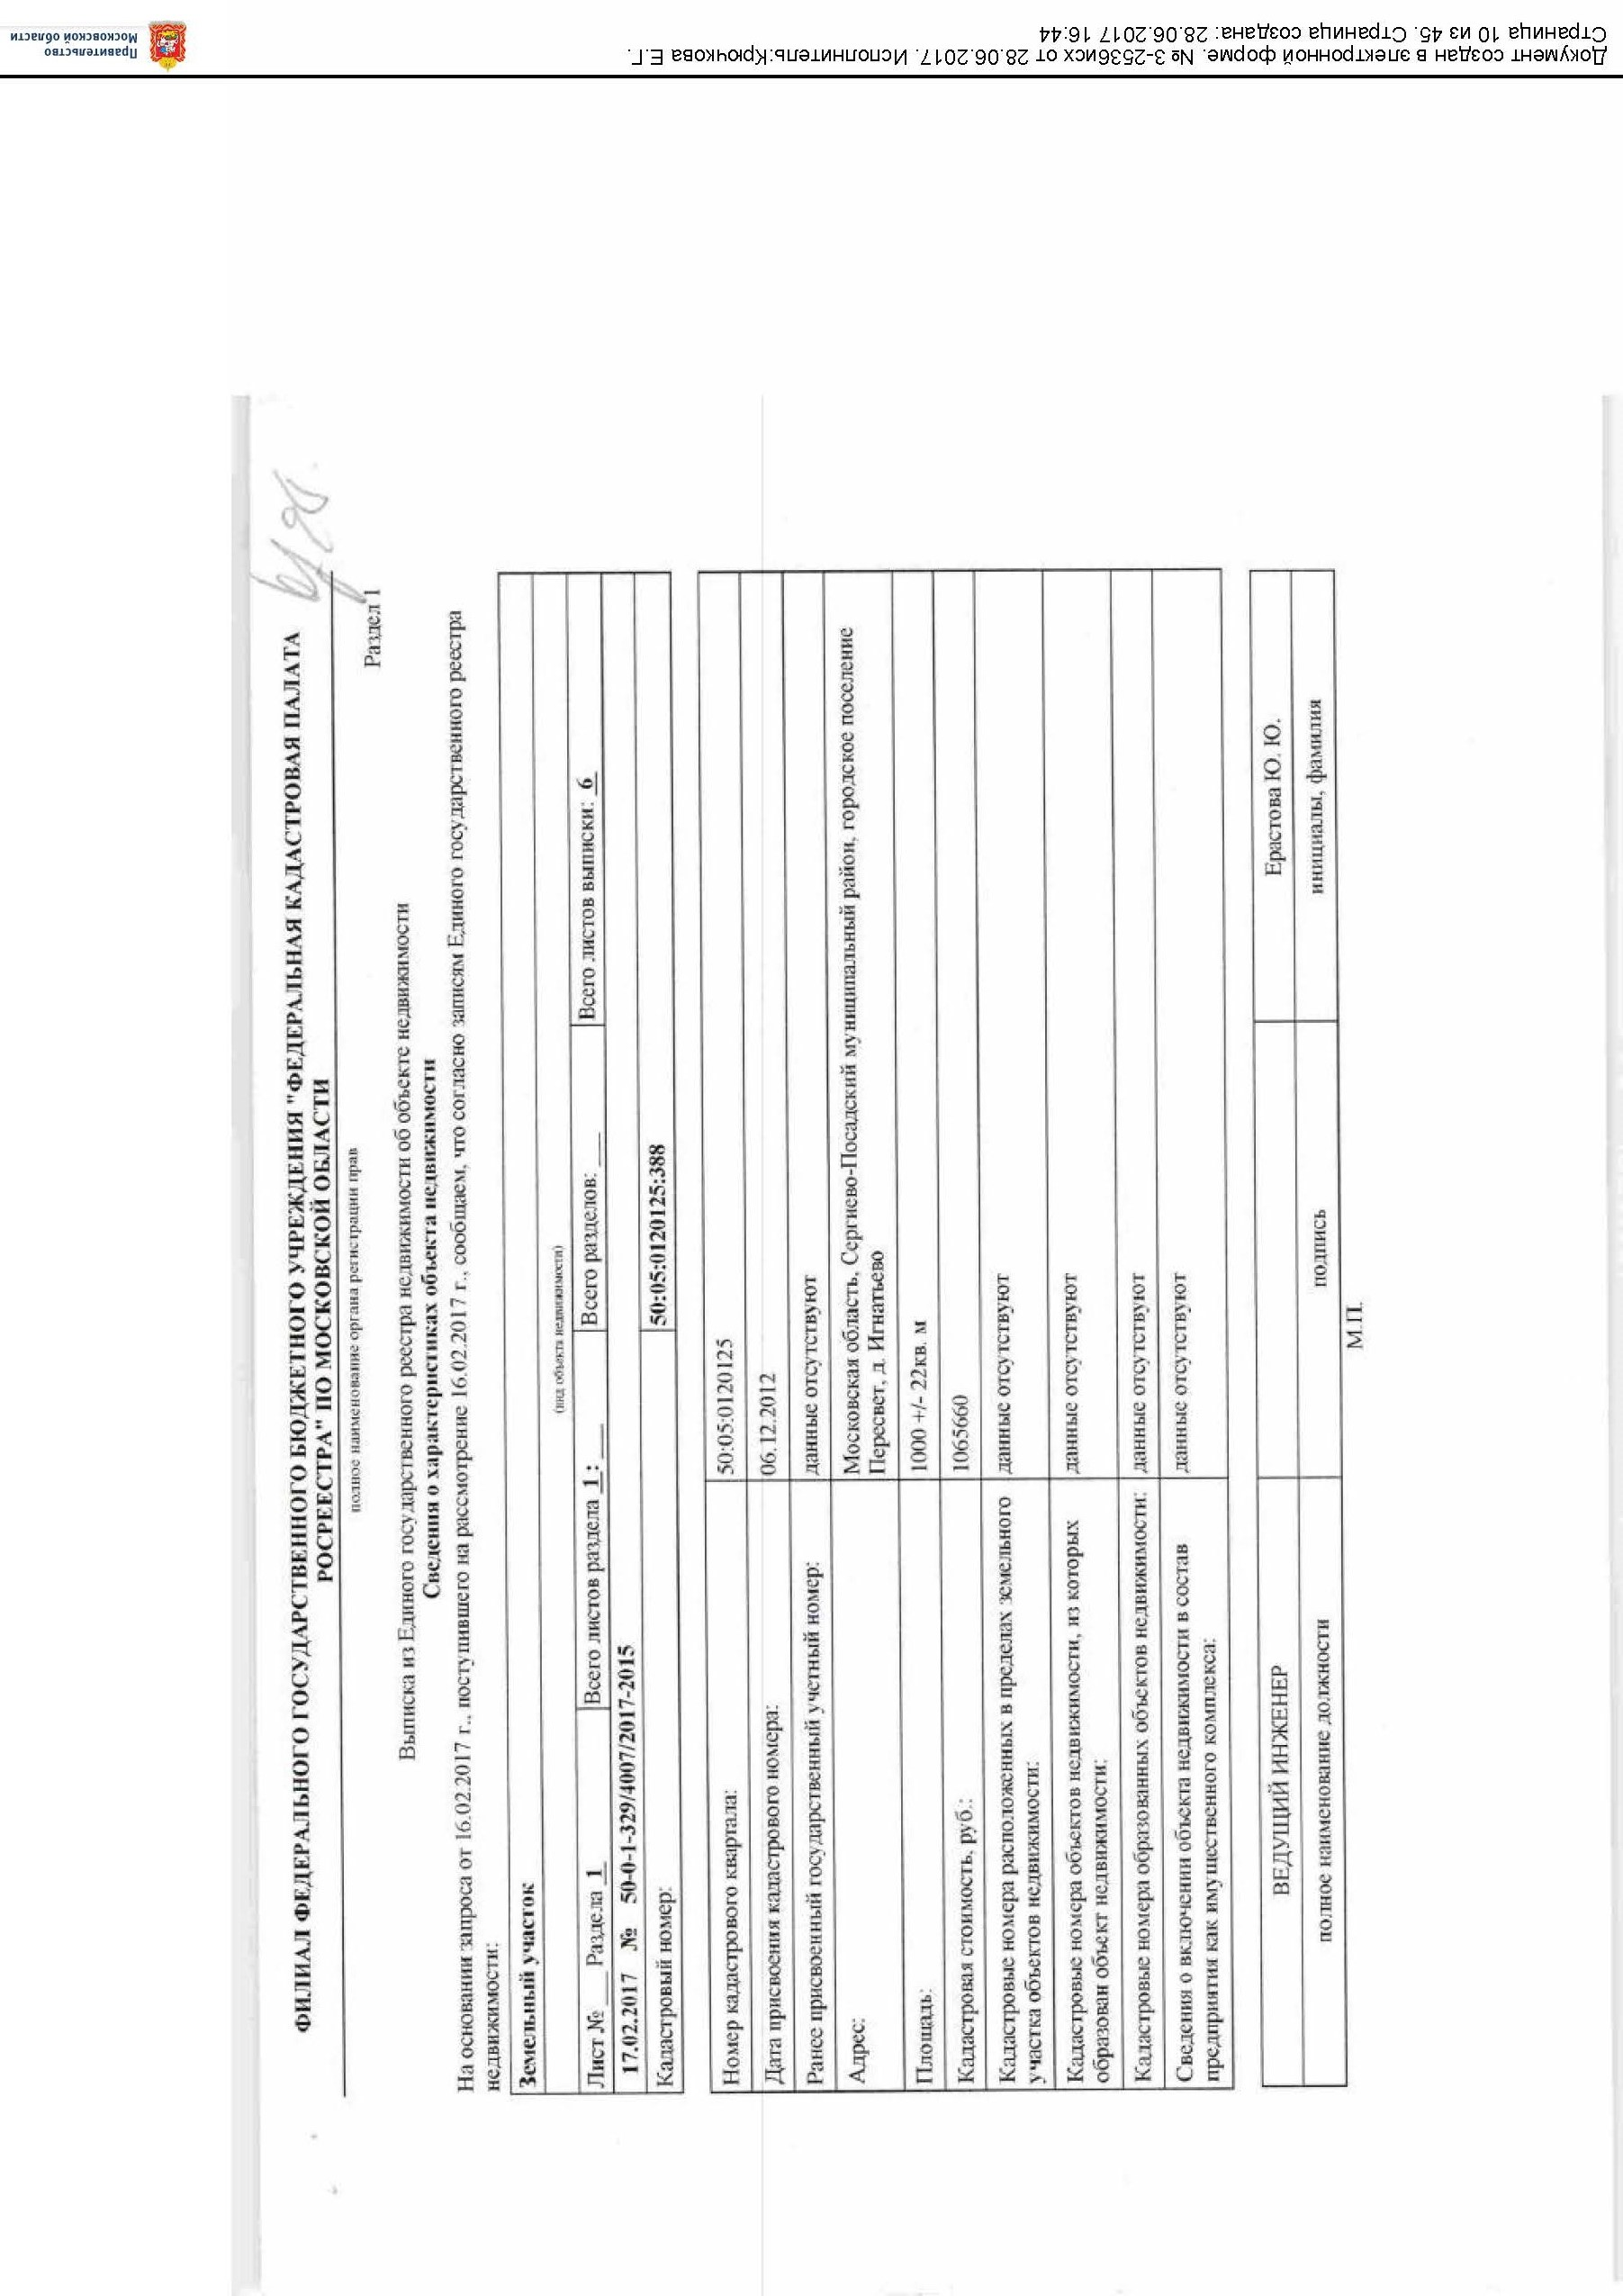 Документ создан в электронной форме. № 3-2536исх от 28.06.2017. Исполнитель:Крючкова Е.Г.
Страница 10 из 45. Страница создана: 28.06.2017 16:44
Правительство
Московской области
ФИЛИАЛ ФЕДЕРАЛЬНОГО ГОСУДАРСТВЕННОГО БЮДЖЕТНОГО УЧРЕЖДЕНИЯ "ФЕДЕРАЛЬНАЯ КАДАСТРОВАЯ ПАЛАТА
РОСРЕЕСТРА" ПО МОСКОВСКОЙ ОБЛАСТИ
полное наименование органа регистрации прав
Раздел 1
Выписка из Единого государственного реестра недвижимости об объекте недвижимости
Сведения о характеристиках объекта недвижимости
На основании запроса от 16.02.2017 г., поступившего на рассмотрение 16.02.2017 г., сообщаем, что согласно записям Единого государственного реестра
недвижимости:
Земельный участок
(вид объекта недвижимости)
Лист № ___ Раздела 1 Всего листов раздела 1 : ___ Всего разделов: ___ Всего листов выписки: 6
17.02.2017 № 50-0-1-329/4007/2017-2015
Кадастровый номер: 50:05:0120125:388
Номер кадастрового квартала: 50:05:0120125
Дата присвоения кадастрового номера: 06.12.2012
Ранее присвоенный государственный учетный номер: данные отсутствуют
Адрес: Московская область, Сергиево-Посадский муниципальный район, городское поселение
Пересвет, д. Игнатьево
Площадь: 1000 +/- 22кв. м
Кадастровая стоимость, руб.: 1065660
Кадастровые номера расположенных в пределах земельного данные отсутствуют
участка объектов недвижимости:
Кадастровые номера объектов недвижимости, из которых данные отсутствуют
образован объект недвижимости:
Кадастровые номера образованных объектов недвижимости: данные отсутствуют
Сведения о включении объекта недвижимости в состав данные отсутствуют
предприятия как имущественного комплекса:
ВЕДУЩИЙ ИНЖЕНЕР Ерастова Ю. Ю.
полное наименование должности подпись инициалы, фамилия
М.П.